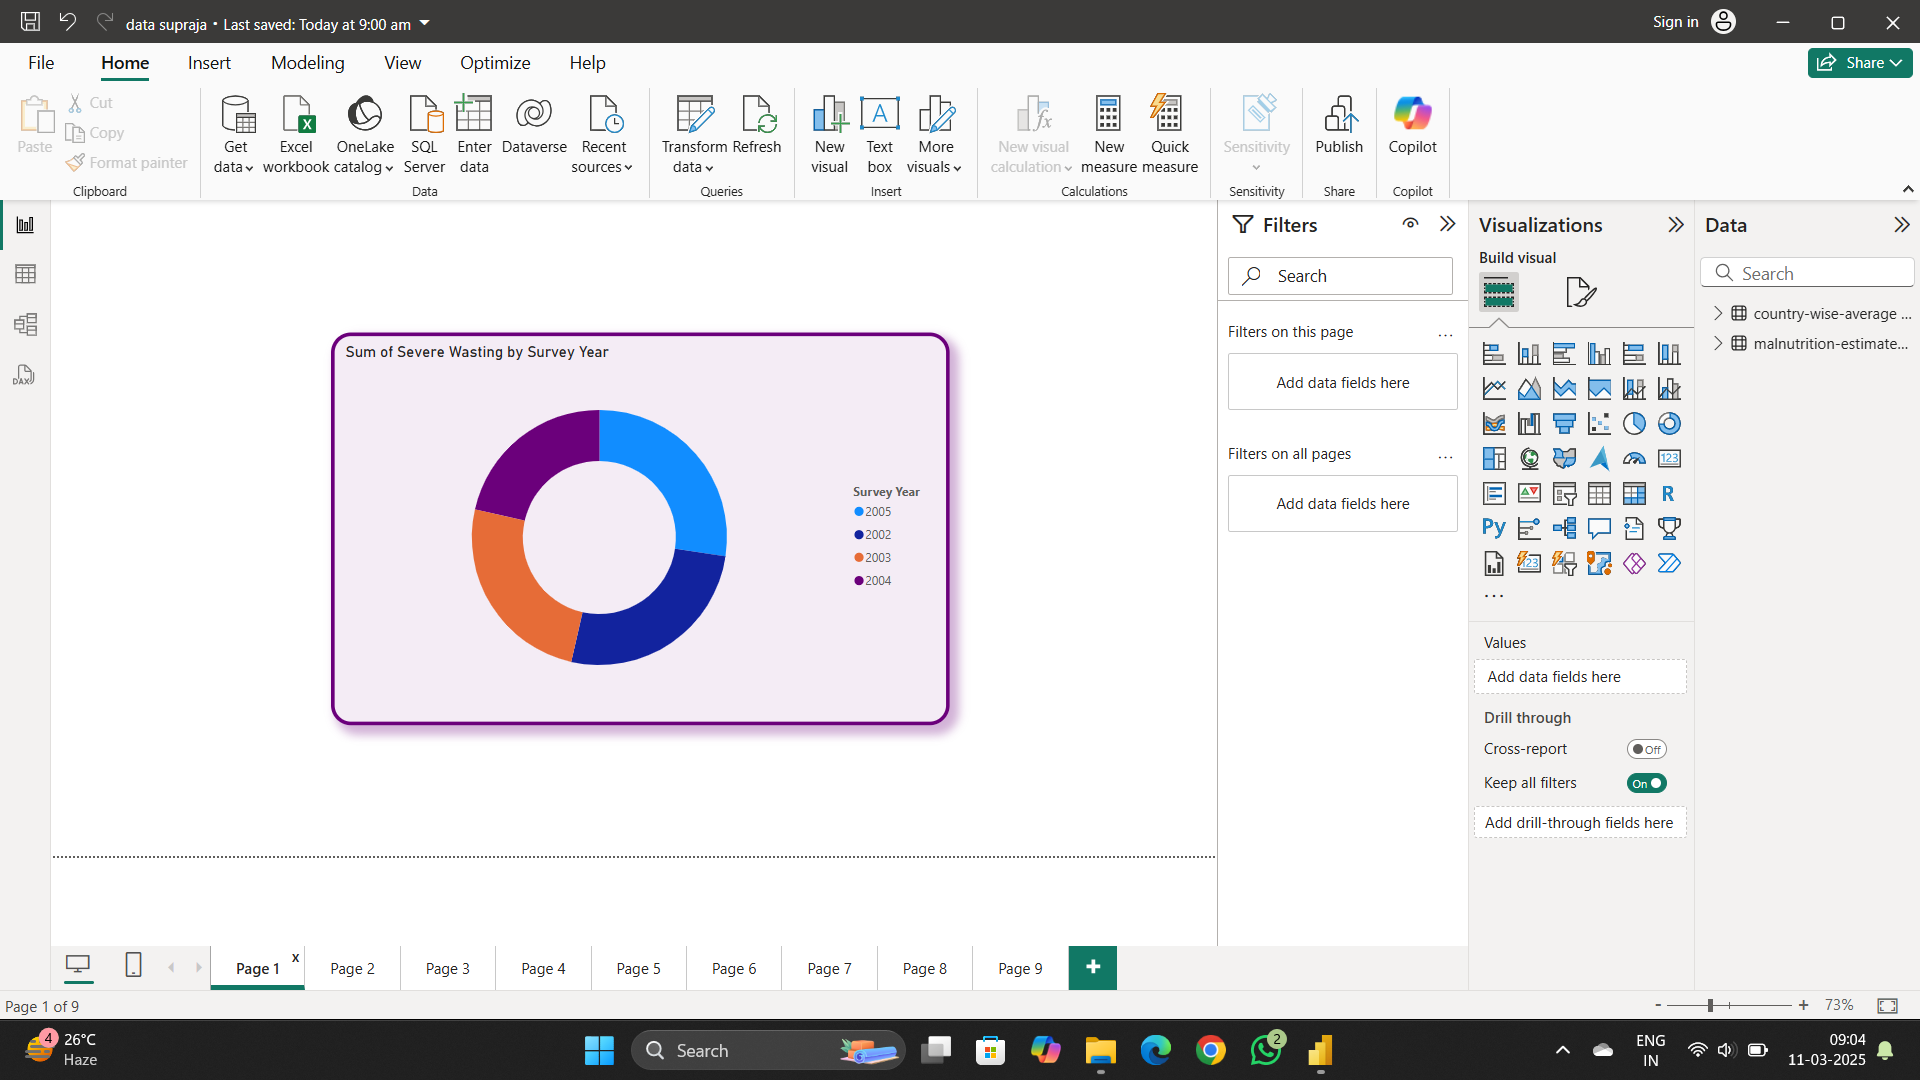 data supraja • Last saved: Today at 9:00 am
Sign in
File
Home
Insert
Modeling
View
Optimize
Help
Share
Paste
Cut
Copy
Format painter
Clipboard
Get data
Excel workbook
OneLake catalog
SQL Server
Enter data
Dataverse
Recent sources
Data
Transform data
Refresh
Queries
New visual
Text box
More visuals
Insert
New visual calculation
New measure
Quick measure
Calculations
Sensitivity
Sensitivity
Publish
Share
Copilot
Copilot
Sum of Severe Wasting by Survey Year
Survey Year
2005
2002
2003
2004
Filters
Search
Filters on this page
...
Add data fields here
Filters on all pages
...
Add data fields here
Visualizations
Build visual
123
R
Py
123
...
Values
Add data fields here
Drill through
Cross-report
Off
Keep all filters
On
Add drill-through fields here
Data
Search
country-wise-average ...
malnutrition-estimate...
DAX
A
X
fx
Page 1
x
Page 2
Page 3
Page 4
Page 5
Page 6
Page 7
Page 8
Page 9
+
Page 1 of 9
-
+
73%
4
26°C
Haze
Search
2
ENG
IN
09:04
11-03-2025